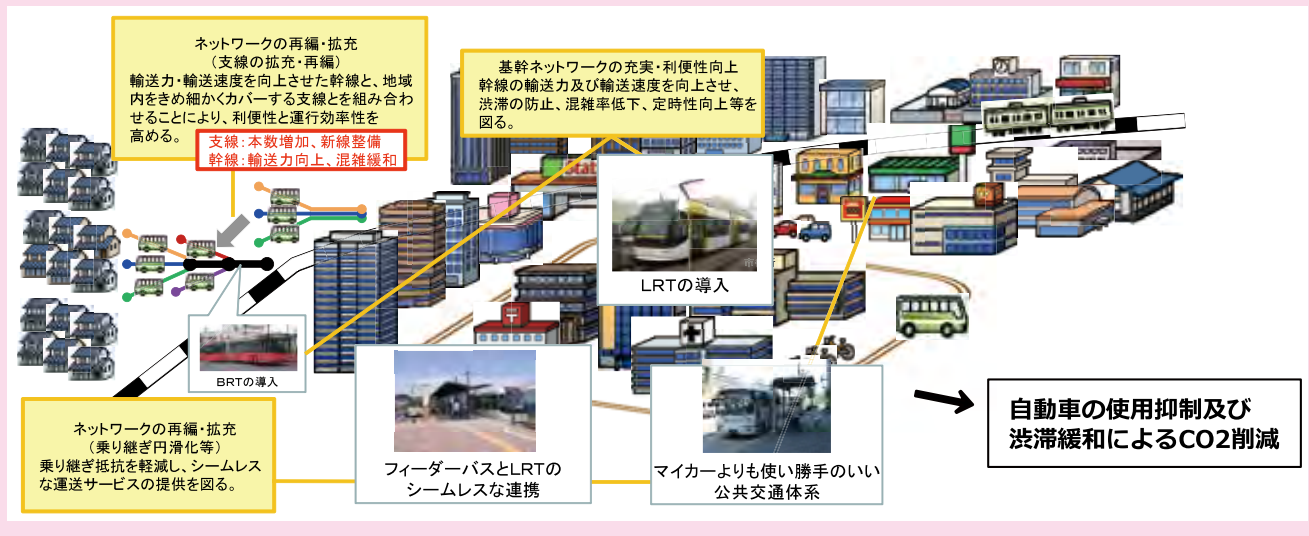 ネットワークの再編・拡充
(支線の拡充・再編)
輸送力・輸送速度を向上させた幹線と、地域
内をきめ細かくカバーする支線とを組み合わ
せることにより、利便性と運行効率性を
高める。
支線：本数増加、新線整備
幹線：輸送力向上、混雑緩和
基幹ネットワークの充実・利便性向上
幹線の輸送力及び輸送速度を向上させ、
渋滞の防止、混雑率低下、定時性向上等を
図る。
LRTの導入
BRTの導入
ネットワークの再編・拡充
(乗り継ぎ円滑化等)
乗り継ぎ抵抗を軽減し、シームレス
な運送サービスの提供を図る。
フィーダーバスとLRTの
シームレスな連携
マイカーよりも使い勝手のいい
公共交通体系
自動車の使用抑制及び
渋滞緩和によるCO2削減